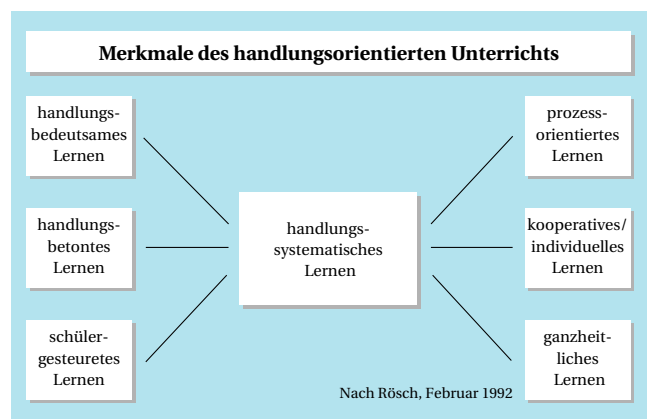 Merkmale des handlungsorientierten Unterrichts
handlungs-
bedeutsames
Lernen
handlungs-
betontes
Lernen
schüler-
gesteuretes
Lernen
handlungs-
systematisches
Lernen
prozess-
orientiertes
Lernen
kooperatives/
individuelles
Lernen
ganzheit-
liches
Lernen
Nach Rösch, Februar 1992